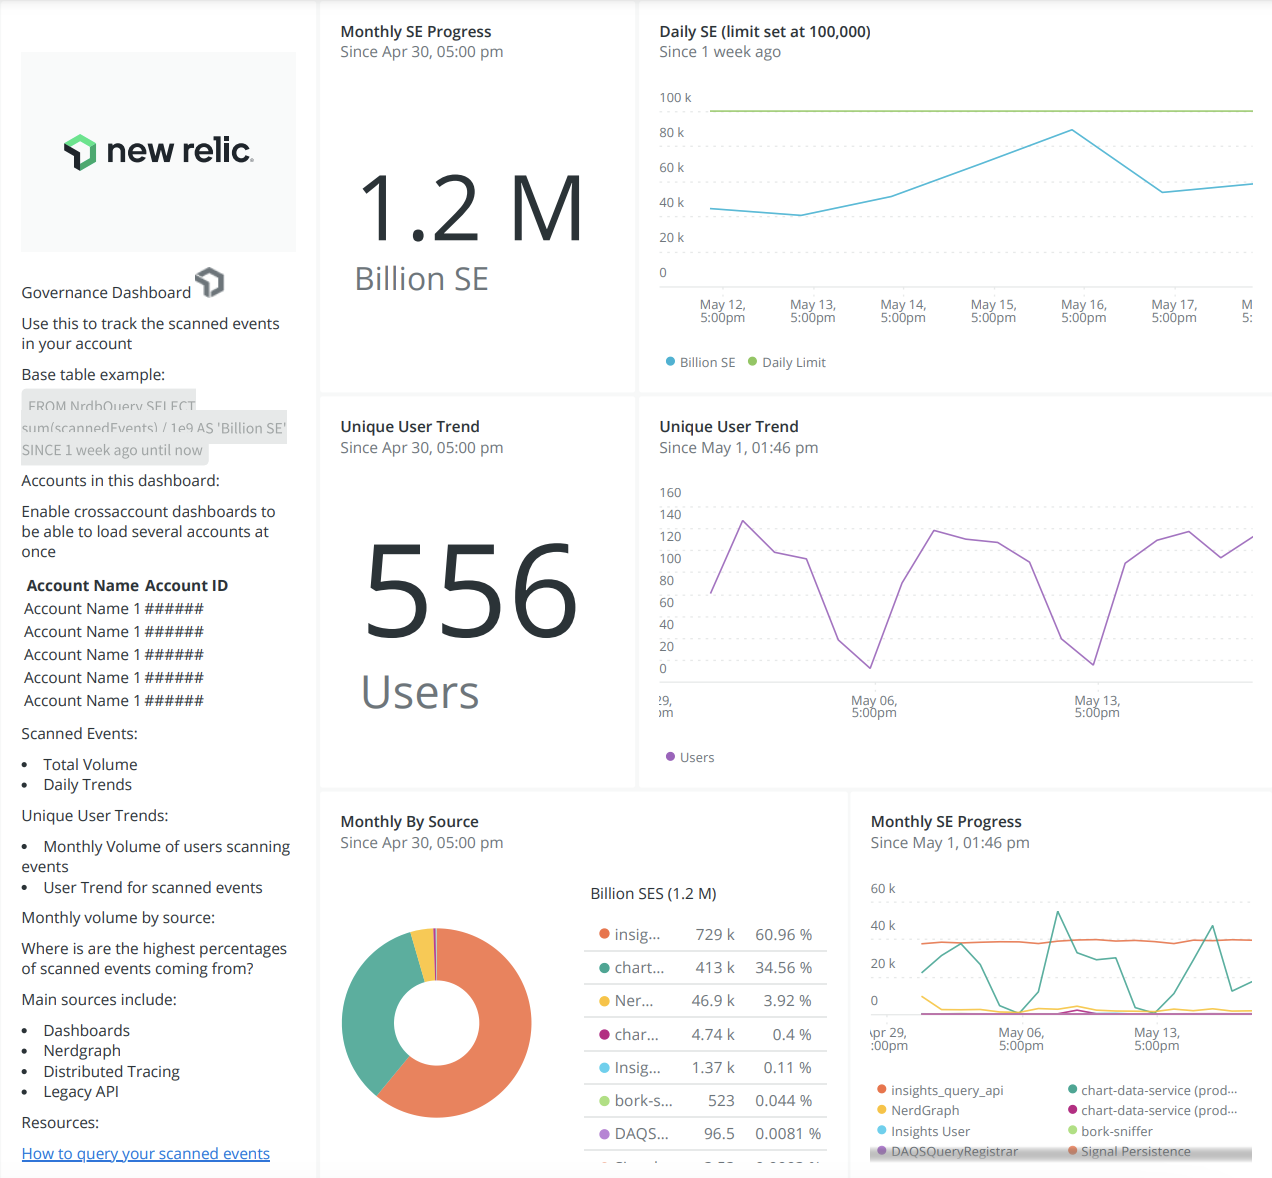 new relic.
Governance Dashboard
Use this to track the scanned events
in your account
Base table example:
FROM NrdbQuery SELECT
sum(scannedEvents) / 1e9 AS 'Billion SE'
SINCE 1 week ago until now
Accounts in this dashboard:
Enable crossaccount dashboards to
be able to load several accounts at
once
Account Name Account ID
Account Name 1 ######
Account Name 1 ######
Account Name 1 ######
Account Name 1 ######
Account Name 1 ######
Scanned Events:
• Total Volume
• Daily Trends
Unique User Trends:
• Monthly Volume of users scanning
events
• User Trend for scanned events
Monthly volume by source:
Where is are the highest percentages
of scanned events coming from?
Main sources include:
• Dashboards
• Nerdgraph
• Distributed Tracing
• Legacy API
Resources:
How to query your scanned events
Monthly SE Progress
Since Apr 30, 05:00 pm
1.2 M
Billion SE
Daily SE (limit set at 100,000)
Since 1 week ago
100 k
80 k
60 k
40 k
20 k
0
May 12, May 13, May 14, May 15, May 16, May 17, M
5:00pm 5:00pm 5:00pm 5:00pm 5:00pm 5:00pm 5:
Billion SE Daily Limit
Unique User Trend
Since Apr 30, 05:00 pm
556
Users
Unique User Trend
Since May 1, 01:46 pm
160
140
120
100
80
60
40
20
0
29, May 06, May 13,
om 5:00pm 5:00pm
Users
Monthly By Source
Since Apr 30, 05:00 pm
Billion SES (1.2 M)
insig... 729 k 60.96 %
chart... 413 k 34.56 %
Ner... 46.9 k 3.92 %
char... 4.74 k 0.4 %
Insig... 1.37 k 0.11 %
bork-s... 523 0.044 %
DAQS... 96.5 0.0081 %
Monthly SE Progress
Since May 1, 01:46 pm
60 k
40 k
20 k
0
pr 29, May 06, May 13,
:00pm 5:00pm 5:00pm
insights_query_api chart-data-service (prod...
NerdGraph chart-data-service (prod...
Insights User bork-sniffer
DAQSQueryRegistrar Signal Persistence